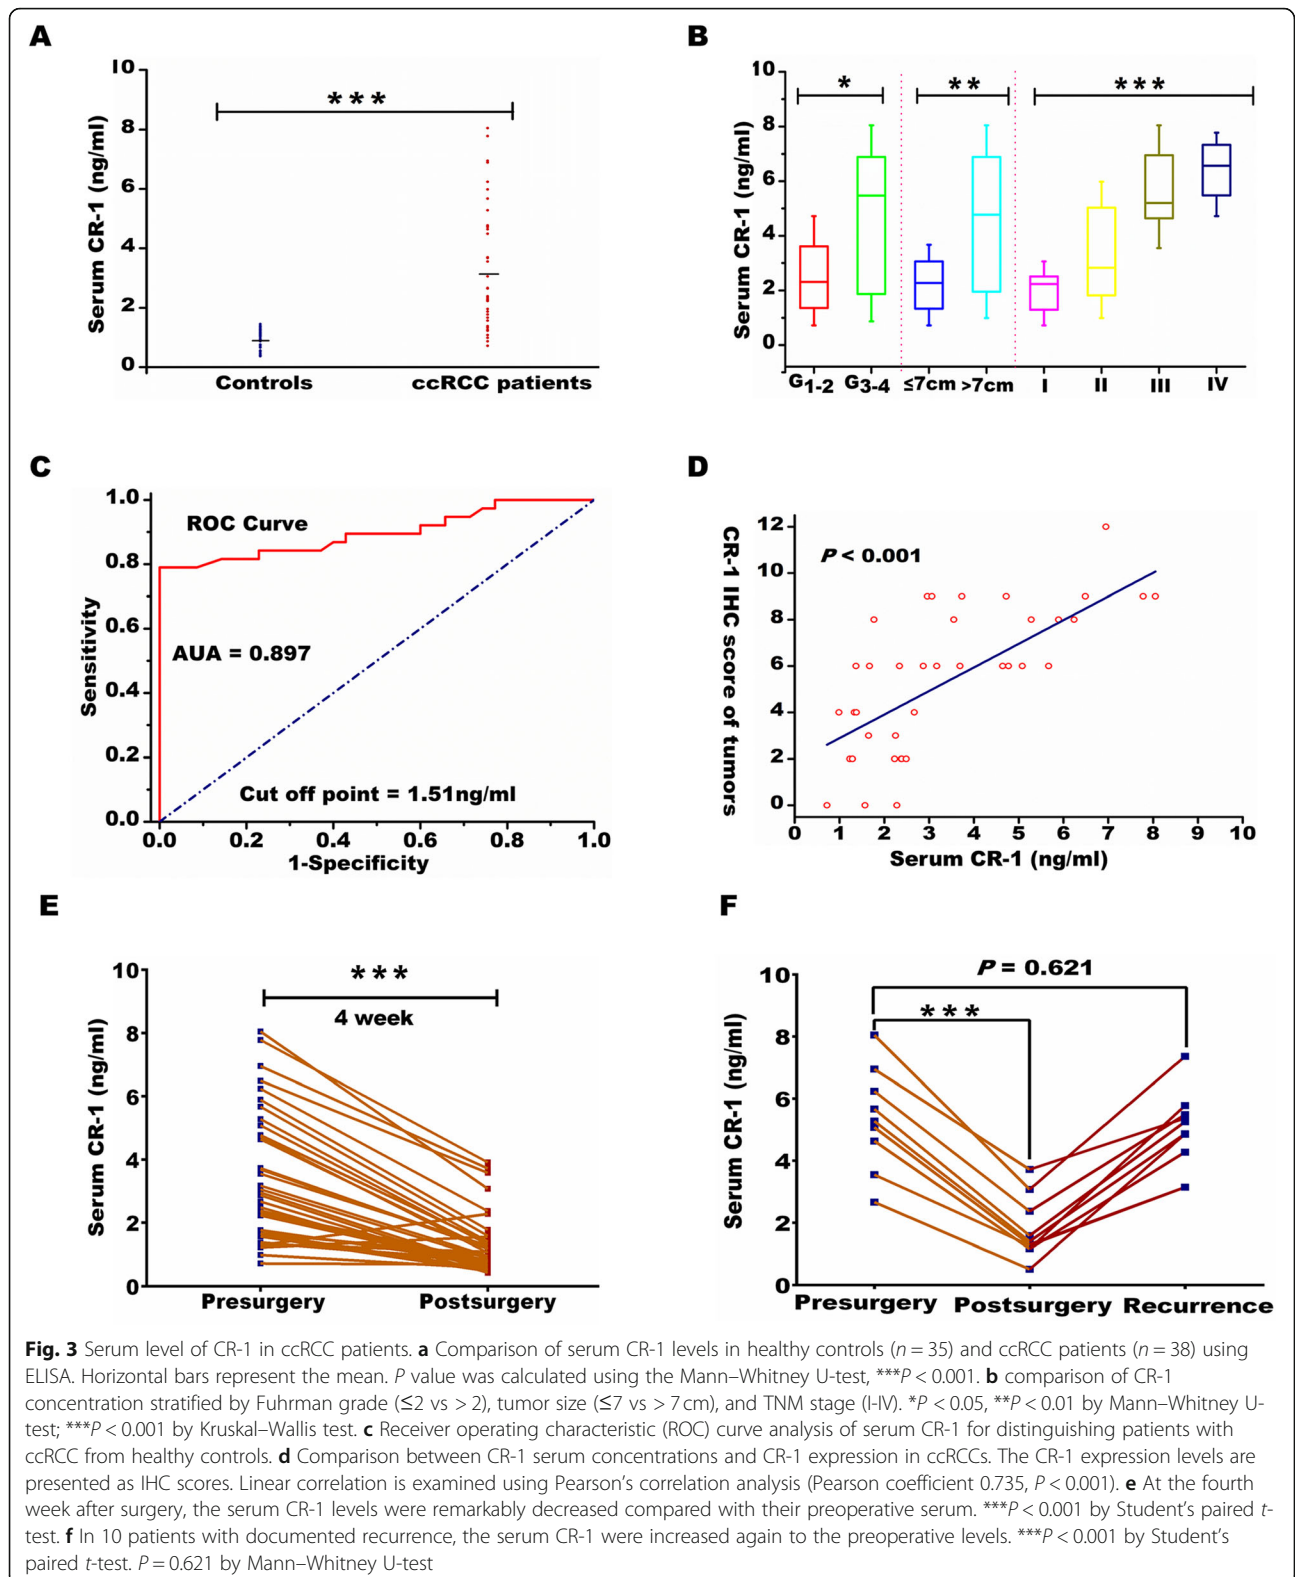 A
10
8
6
4
2
0
Serum CR-1 (ng/ml)
***
Controls
ccRCC patients
B
10
8
6
4
2
0
Serum CR-1 (ng/ml)
*
**
***
G1-2
G3-4
≤7cm
>7cm
I
II
III
IV
C
1.0
0.8
0.6
0.4
0.2
0.0
Sensitivity
ROC Curve
AUA = 0.897
Cut off point = 1.51ng/ml
0.0
0.2
0.4
0.6
0.8
1.0
1-Specificity
D
12
10
8
6
4
2
0
CR-1 IHC score of tumors
P < 0.001
0 1 2 3 4 5 6 7 8 9 10
Serum CR-1 (ng/ml)
E
10
8
6
4
2
0
Serum CR-1 (ng/ml)
***
4 week
Presurgery
Postsurgery
F
10
8
6
4
2
0
Serum CR-1 (ng/ml)
P = 0.621
***
Presurgery
Postsurgery
Recurrence
Fig. 3 Serum level of CR-1 in ccRCC patients. a Comparison of serum CR-1 levels in healthy controls (n = 35) and ccRCC patients (n = 38) using
ELISA. Horizontal bars represent the mean. P value was calculated using the Mann–Whitney U-test, ***P < 0.001. b comparison of CR-1
concentration stratified by Fuhrman grade (≤2 vs > 2), tumor size (≤7 vs > 7 cm), and TNM stage (I-IV). *P < 0.05, **P < 0.01 by Mann–Whitney U-
test; ***P < 0.001 by Kruskal–Wallis test. c Receiver operating characteristic (ROC) curve analysis of serum CR-1 for distinguishing patients with
ccRCC from healthy controls. d Comparison between CR-1 serum concentrations and CR-1 expression in ccRCCs. The CR-1 expression levels are
presented as IHC scores. Linear correlation is examined using Pearson's correlation analysis (Pearson coefficient 0.735, P < 0.001). e At the fourth
week after surgery, the serum CR-1 levels were remarkably decreased compared with their preoperative serum. ***P < 0.001 by Student's paired t-
test. f In 10 patients with documented recurrence, the serum CR-1 were increased again to the preoperative levels. ***P < 0.001 by Student's
paired t-test. P = 0.621 by Mann–Whitney U-test